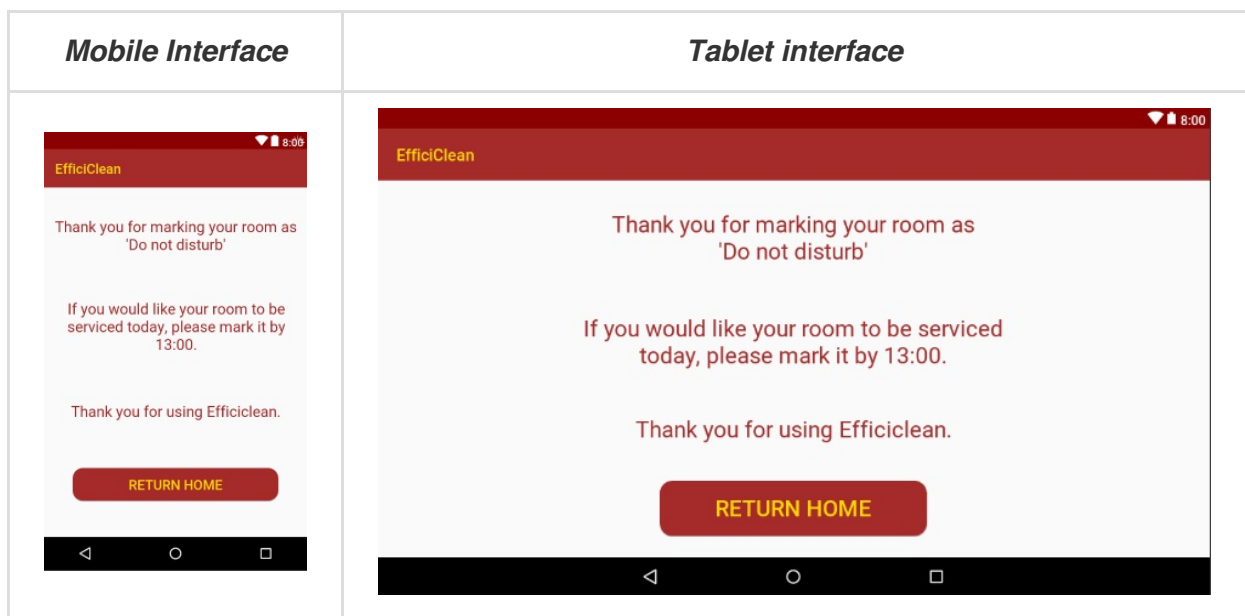 Mobile Interface
Tablet interface
8:00
EfficiClean
Thank you for marking your room as
'Do not disturb'
If you would like your room to be
serviced today, please mark it by
13:00.
Thank you for using Efficiclean.
RETURN HOME
8:00
EfficiClean
Thank you for marking your room as
'Do not disturb'
If you would like your room to be serviced
today, please mark it by 13:00.
Thank you for using Efficiclean.
RETURN HOME